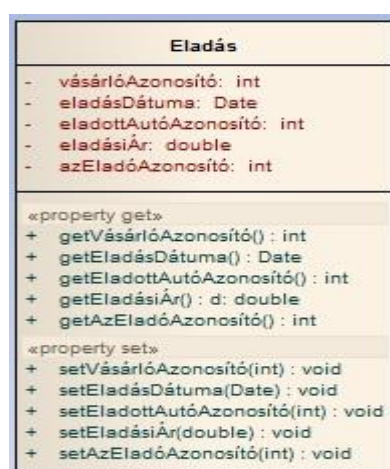 Eladás
- vásárlóAzonosító: int
- eladásDátuma: Date
- eladottAutóAzonosító: int
- eladásiÁr: double
- azEladóAzonosító: int
«property get»
+ getVásárlóAzonosító() : int
+ getEladásDátuma() : Date
+ getEladottAutóAzonosító() : int
+ getEladásiÁr() : d: double
+ getAzEladóAzonosító() : int
«property set»
+ setVásárlóAzonosító(int) : void
+ setEladásDátuma(Date) : void
+ setEladottAutóAzonosító(int) : void
+ setEladásiÁr(double) : void
+ setAzEladóAzonosító(int) : void